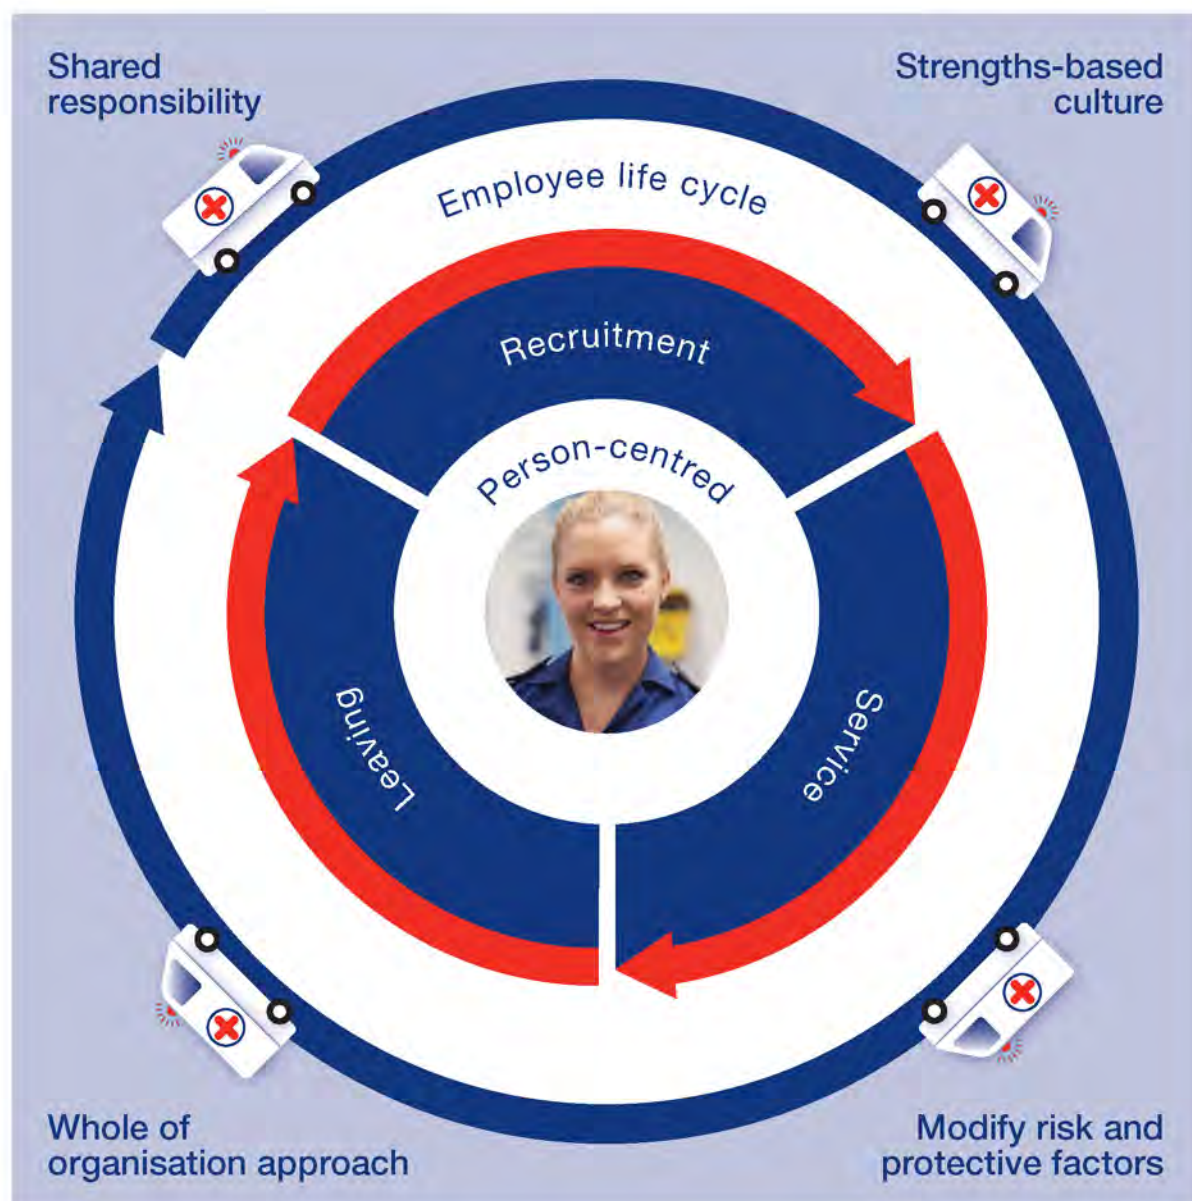 Shared
responsibility
Strengths-based
culture
Employee life cycle
Recruitment
Person-centred
Leaving
Service
Whole of
organisation approach
Modify risk and
protective factors